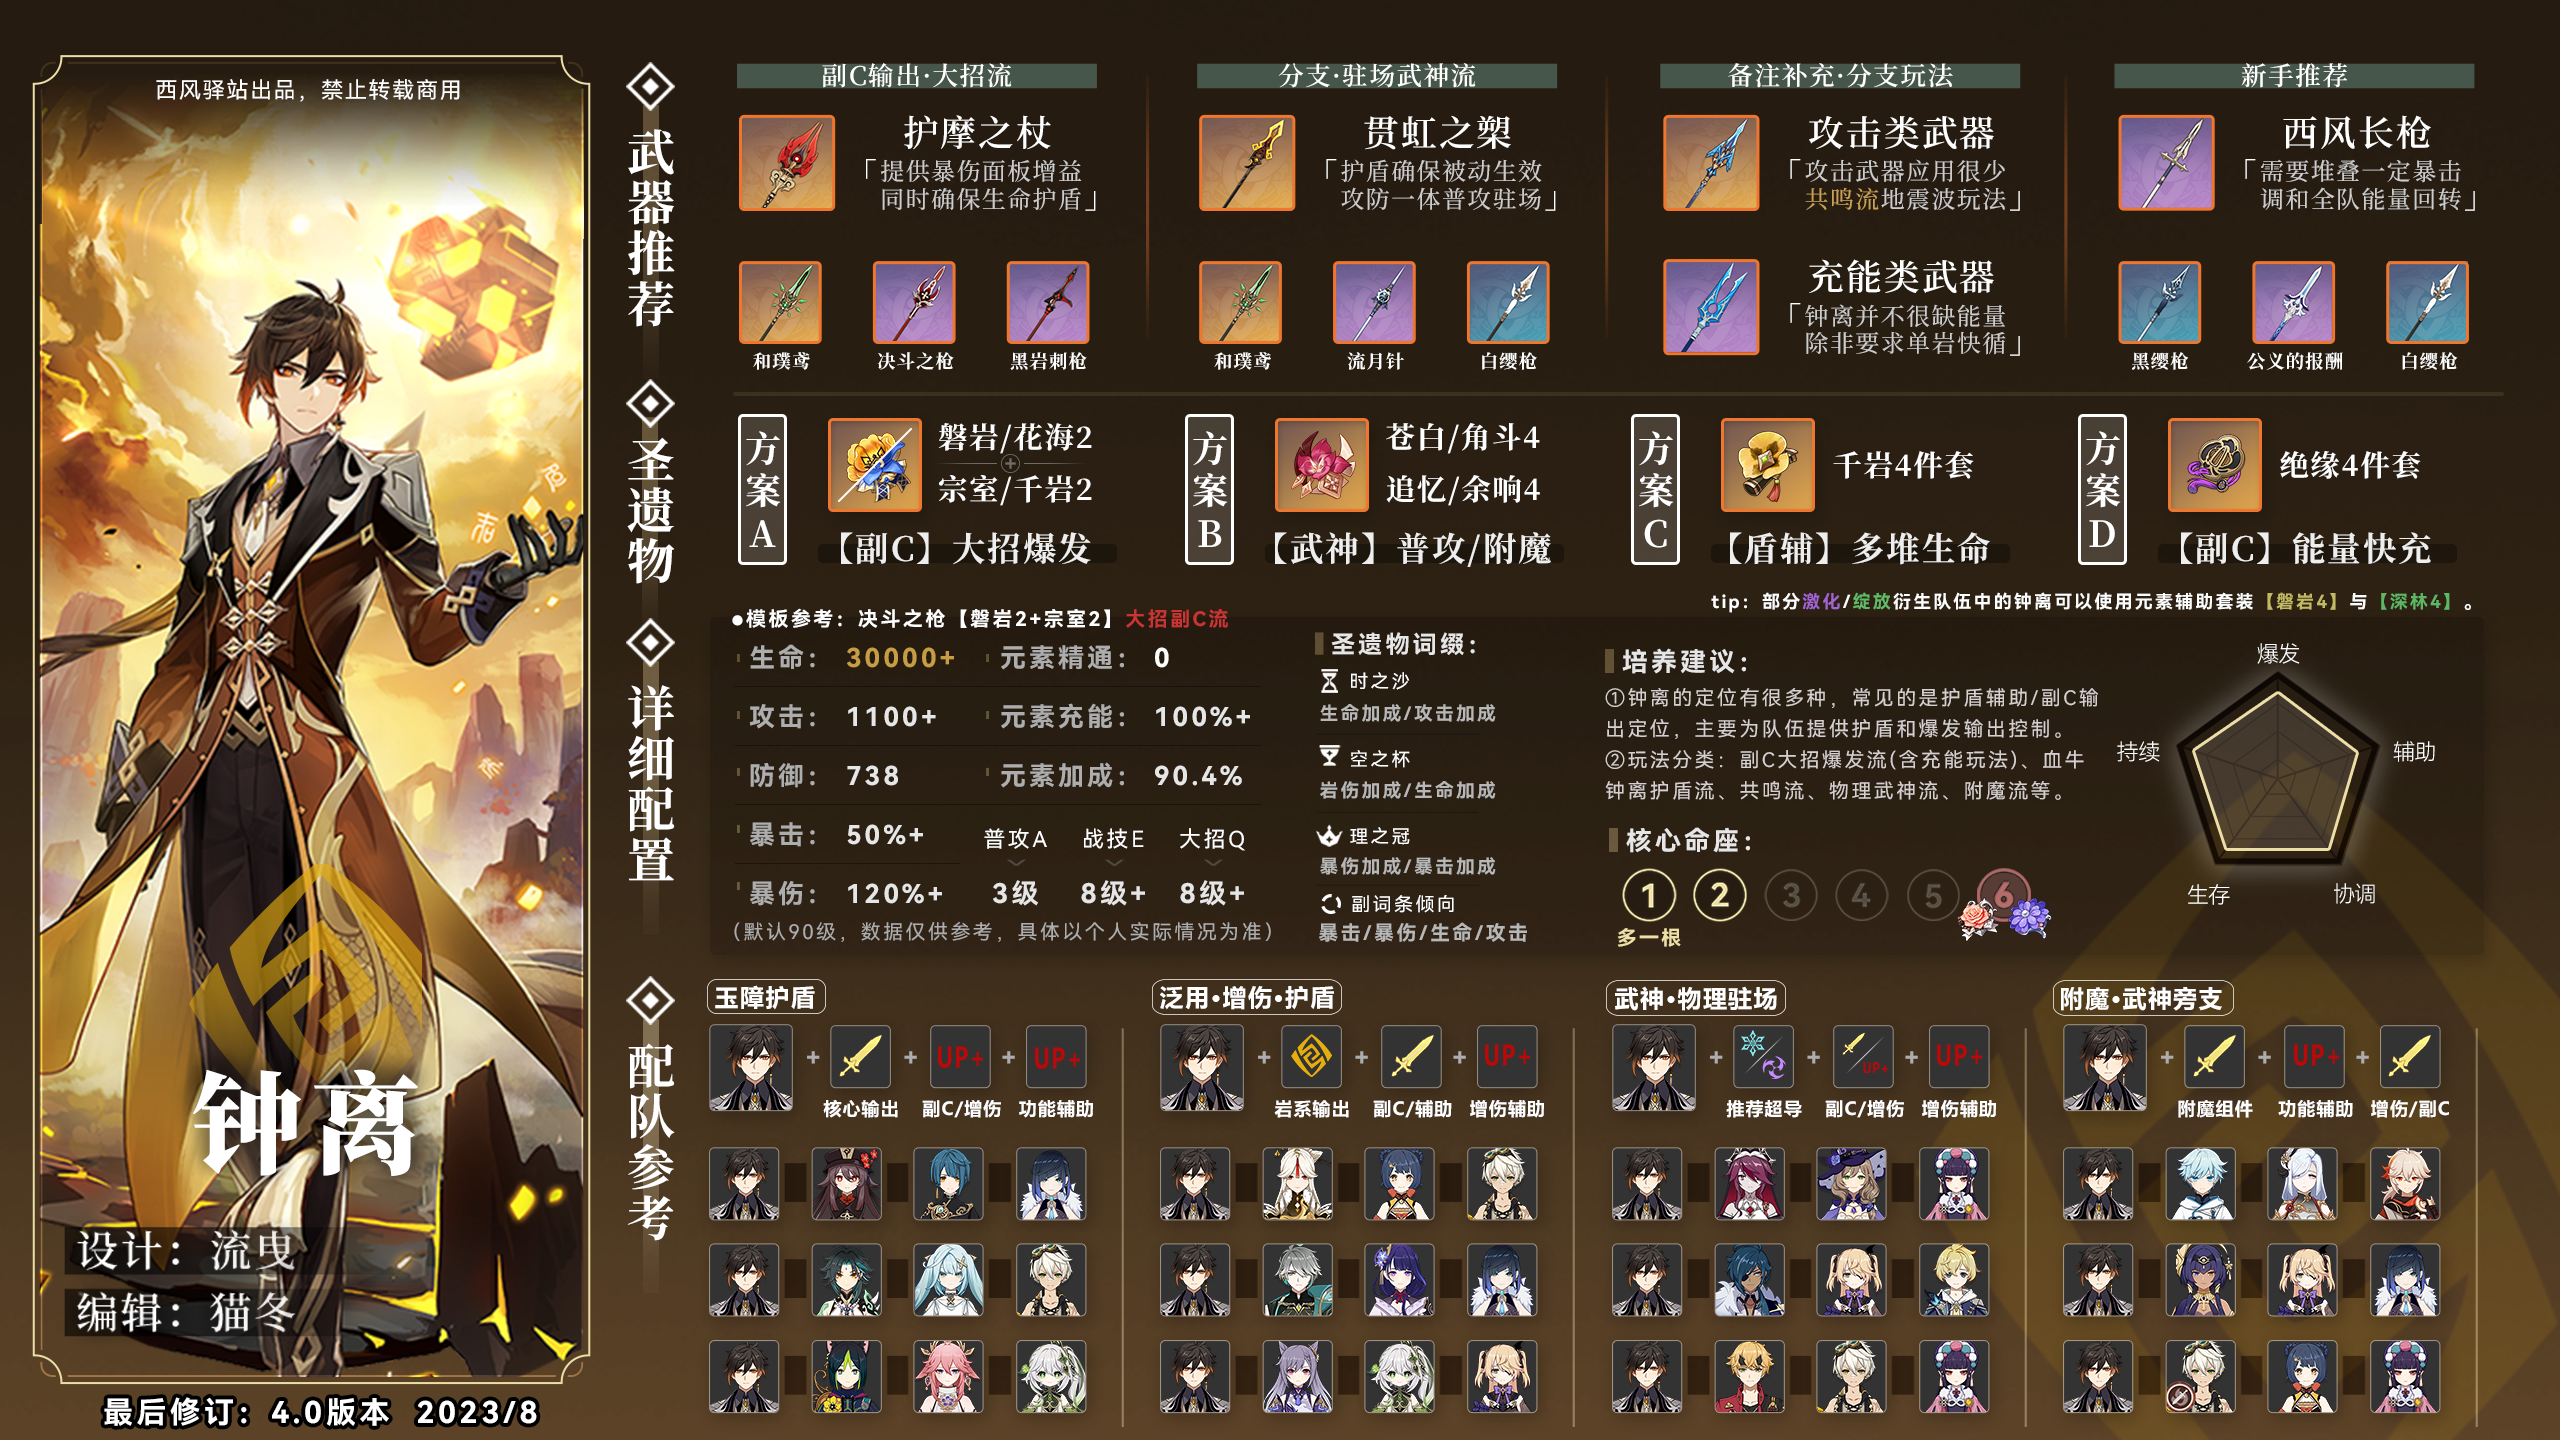 西风驿站出品，禁止转载商用
钟离
设计：流曳
编辑：猫冬
最后修订：4.0版本 2023/8
武器推荐
副C输出·大招流
护摩之杖
「提供暴伤面板增益
同时确保生命护盾」
和璞鸢
决斗之枪
黑岩刺枪
分支·驻场武神流
贯虹之槊
「护盾确保被动生效
攻防一体普攻驻场」
和璞鸢
流月针
白缨枪
备注补充·分支玩法
攻击类武器
「攻击武器应用很少
共鸣流地震波玩法」
充能类武器
「钟离并不很缺能量
除非要求单岩快循」
新手推荐
西风长枪
「需要堆叠一定暴击
调和全队能量回转」
黑缨枪
公义的报酬
白缨枪
圣遗物
方案A
磐岩/花海2
宗室/千岩2
【副C】大招爆发
方案B
苍白/角斗4
追忆/余响4
【武神】普攻/附魔
方案C
千岩4件套
【盾辅】多堆生命
方案D
绝缘4件套
【副C】能量快充
tip：部分激化/绽放衍生队伍中的钟离可以使用元素辅助套装【磐岩4】与【深林4】。
详细配置
●模板参考：决斗之枪【磐岩2+宗室2】大招副C流
生命：30000+ 元素精通：0
攻击：1100+ 元素充能：100%+
防御：738 元素加成：90.4%
暴击：50%+ 普攻A 战技E 大招Q
暴伤：120%+ 3级 8级+ 8级+
(默认90级，数据仅供参考，具体以个人实际情况为准)
圣遗物词缀：
时之沙
生命加成/攻击加成
空之杯
岩伤加成/生命加成
理之冠
暴伤加成/暴击加成
副词条倾向
暴击/暴伤/生命/攻击
培养建议：
①钟离的定位有很多种，常见的是护盾辅助/副C输
出定位，主要为队伍提供护盾和爆发输出控制。
②玩法分类：副C大招爆发流(含充能玩法)、血牛
钟离护盾流、共鸣流、物理武神流、附魔流等。
核心命座：
1 2 3 4 5 6
多一根
爆发
持续
辅助
生存
协调
配队参考
玉障护盾
UP+ UP+
核心输出 副C/增伤 功能辅助
泛用·增伤·护盾
UP+
岩系输出 副C/辅助 增伤辅助
武神·物理驻场
UP+ UP+
推荐超导 副C/增伤 增伤辅助
附魔·武神旁支
UP+
附魔组件 功能辅助 增伤/副C